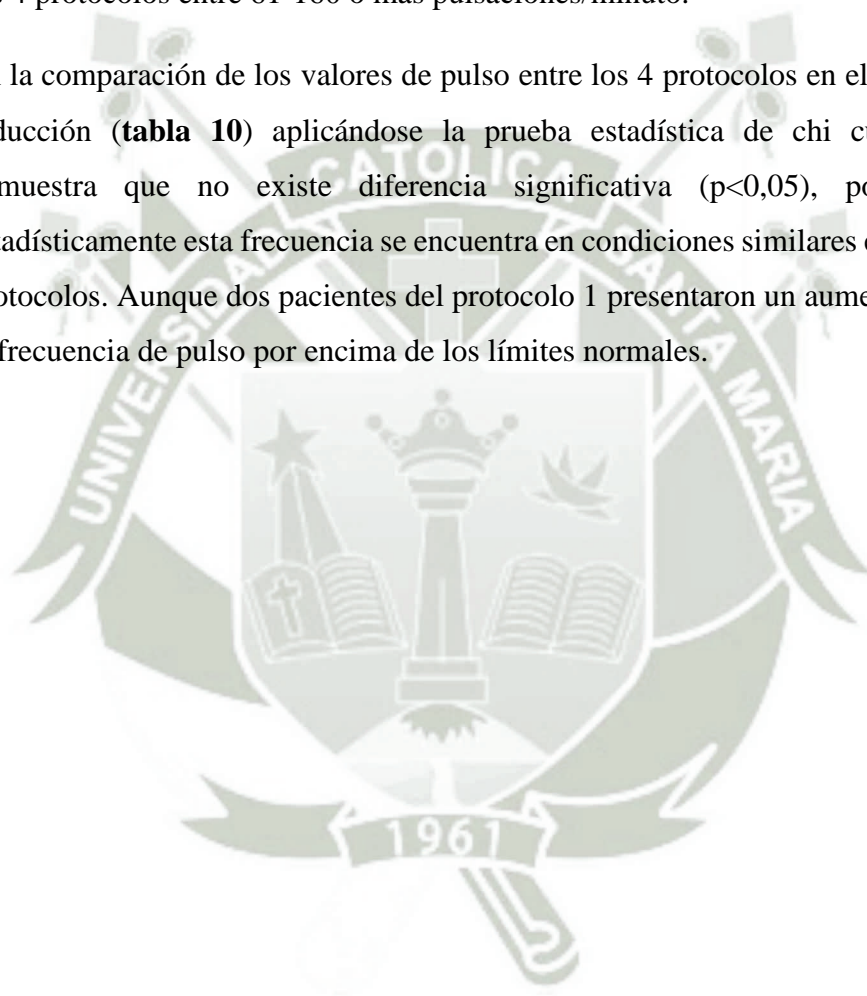 4 protocolos entre 61-180 o más pulsaciones/minuto.
la comparación de los valores de pulso entre los 4 protocolos en el
ducción (tabla 10) aplicándose la prueba estadística de chi cu
muestra que no existe diferencia significativa (p<0,05), po
tadísticamente esta frecuencia se encuentra en condiciones similares
otocolos. Aunque dos pacientes del protocolo 1 presentaron un aume
frecuencia de pulso por encima de los límites normales.
UNIVERSIDAD CATOLICA SANTA MARIA
1961